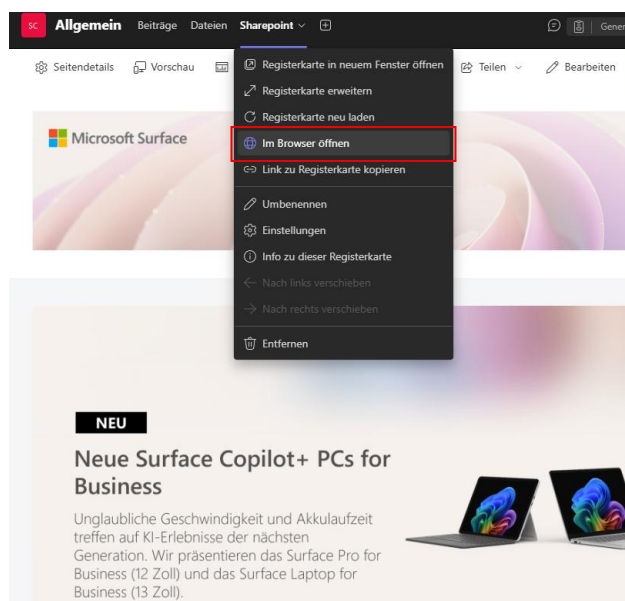 SC Allgemein Beiträge Dateien Sharepoint Gener
Seitendetails Vorschau Teilen Bearbeiten
Registerkarte in neuem Fenster öffnen
Registerkarte erweitern
Registerkarte neu laden
Im Browser öffnen
Link zu Registerkarte kopieren
Umbenennen
Einstellungen
Info zu dieser Registerkarte
Nach links verschieben
Nach rechts verschieben
Entfernen
Microsoft Surface
NEU
Neue Surface Copilot+ PCs for
Business
Unglaubliche Geschwindigkeit und Akkulaufzeit
treffen auf KI-Erlebnisse der nächsten
Generation. Wir präsentieren das Surface Pro for
Business (12 Zoll) und das Surface Laptop for
Business (13 Zoll).